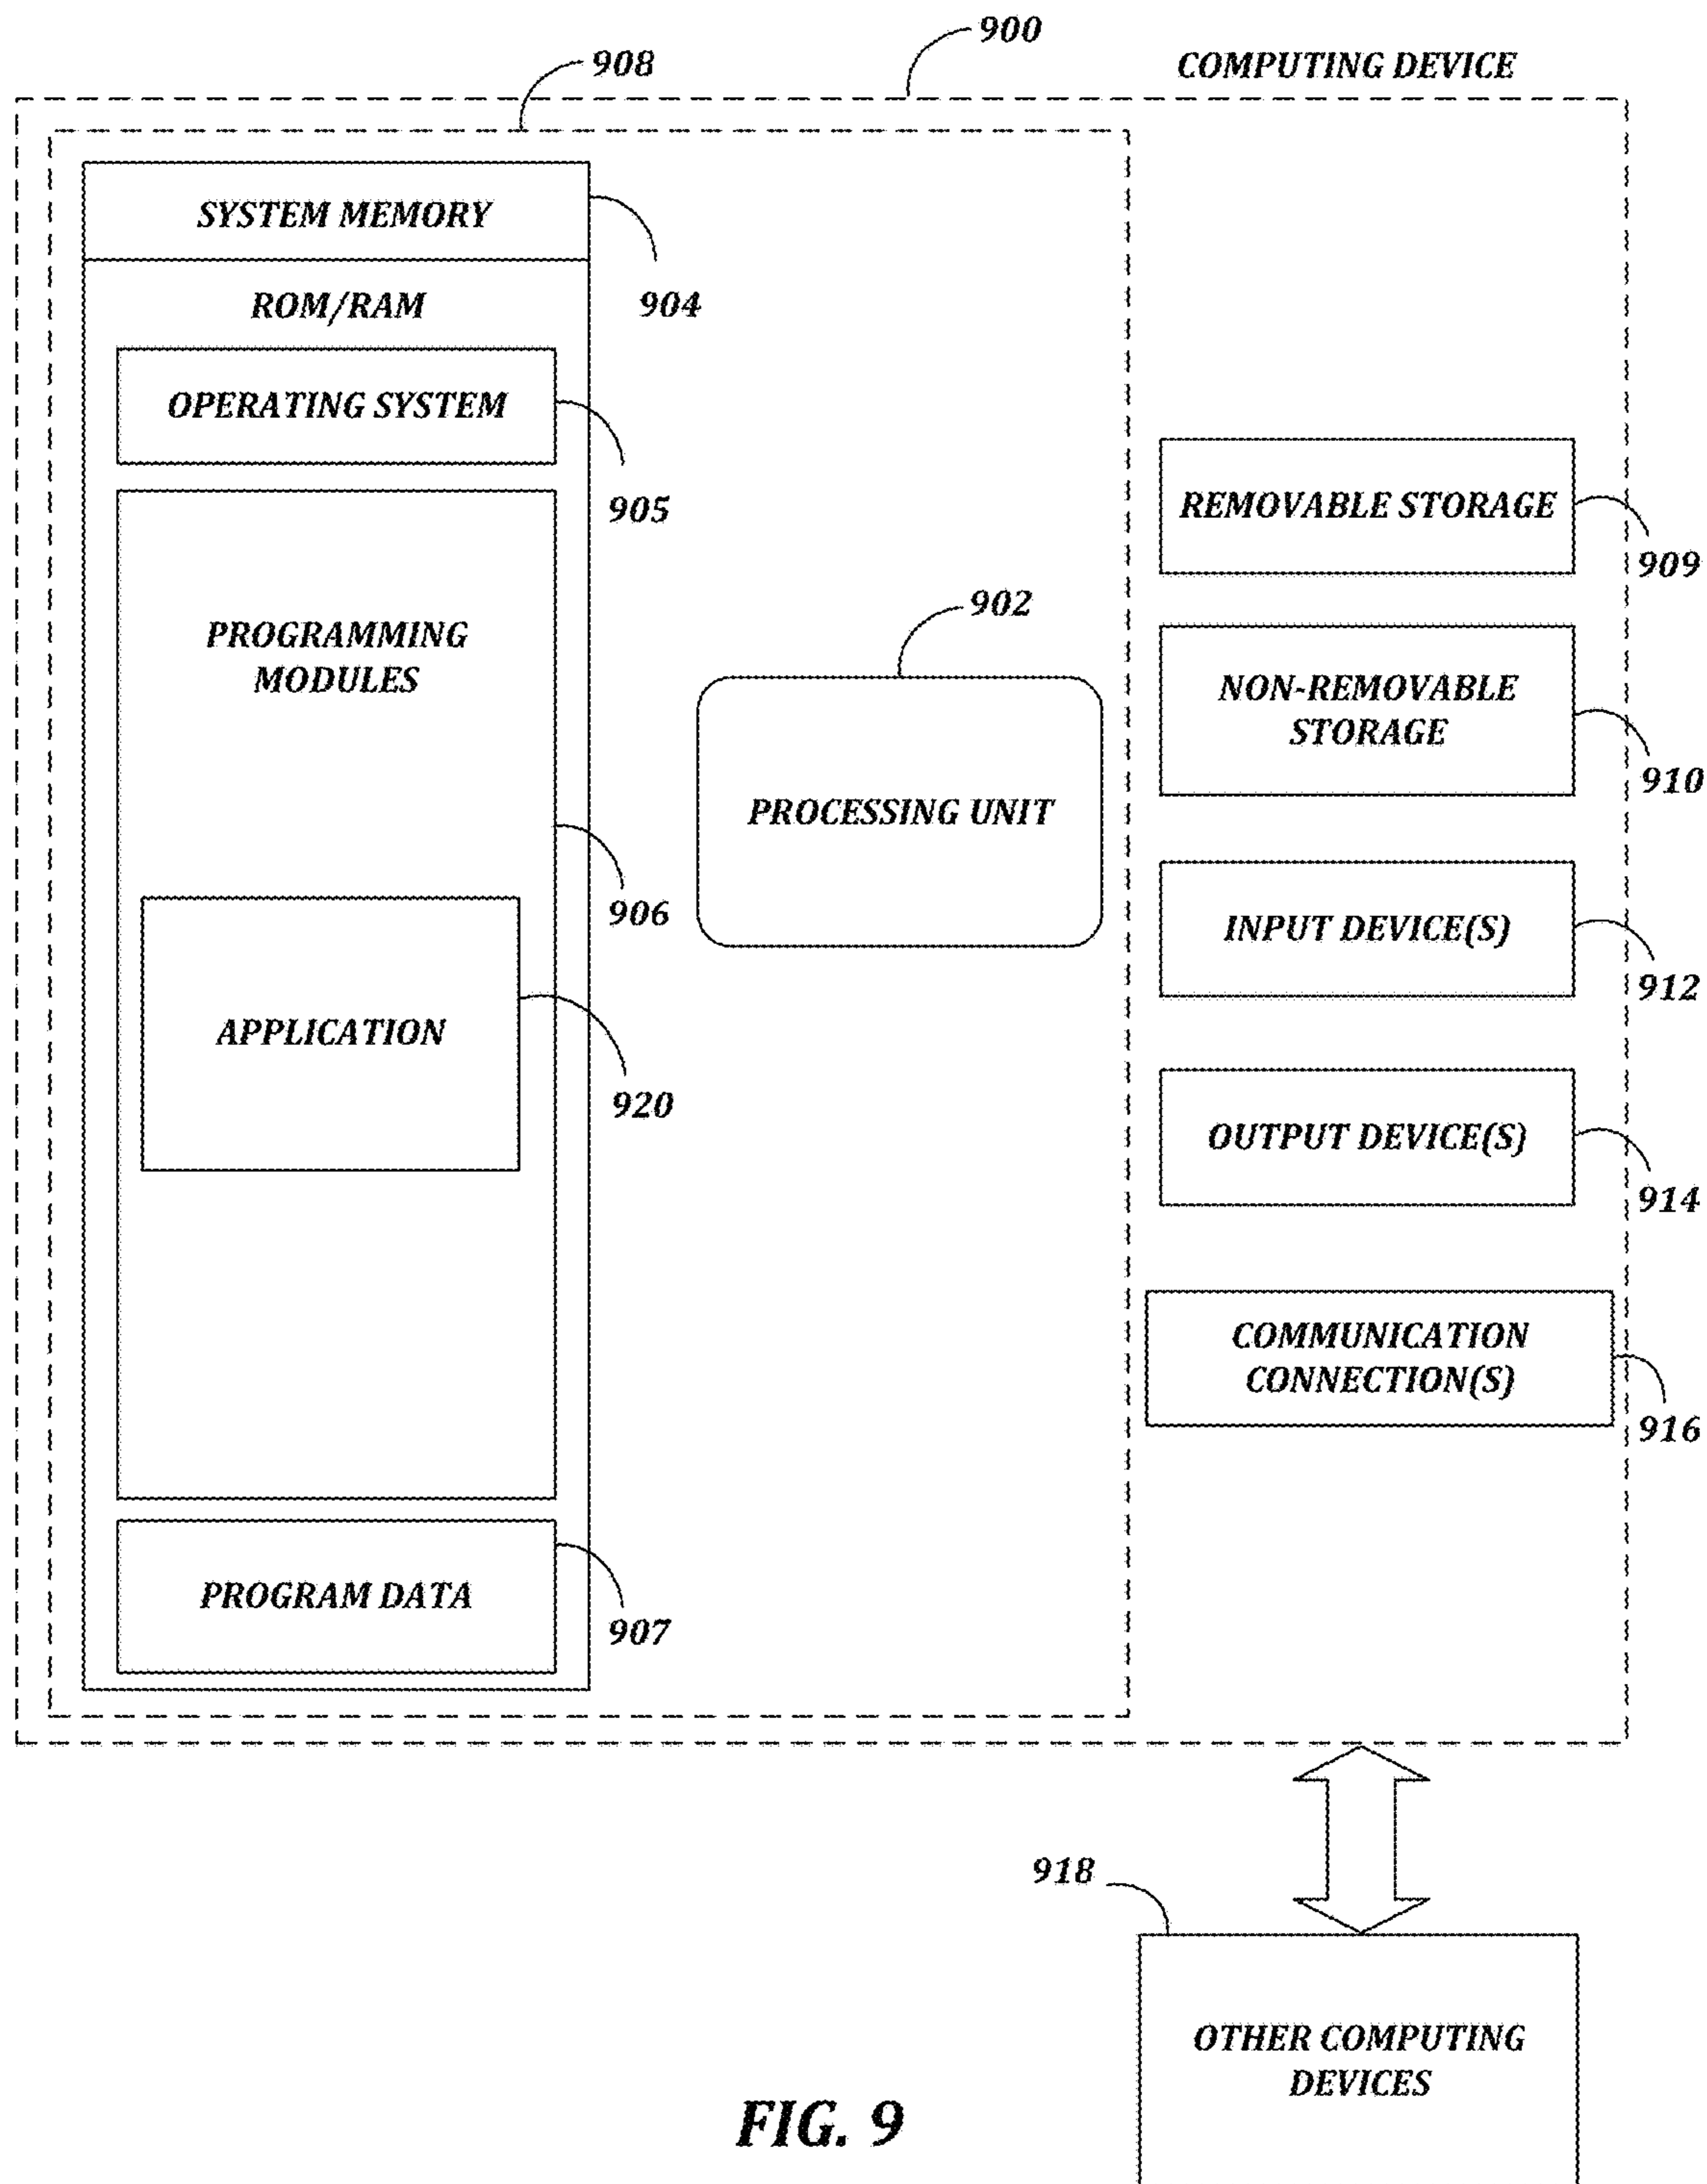 900
908
COMPUTING DEVICE
SYSTEM MEMORY
904
ROM/RAM
OPERATING SYSTEM
905
PROGRAMMING
MODULES
906
APPLICATION
920
PROGRAM DATA
907
902
PROCESSING UNIT
REMOVABLE STORAGE
909
NON-REMOVABLE
STORAGE
910
INPUT DEVICE(S)
912
OUTPUT DEVICE(S)
914
COMMUNICATION
CONNECTION(S)
916
918
OTHER COMPUTING
DEVICES
FIG. 9